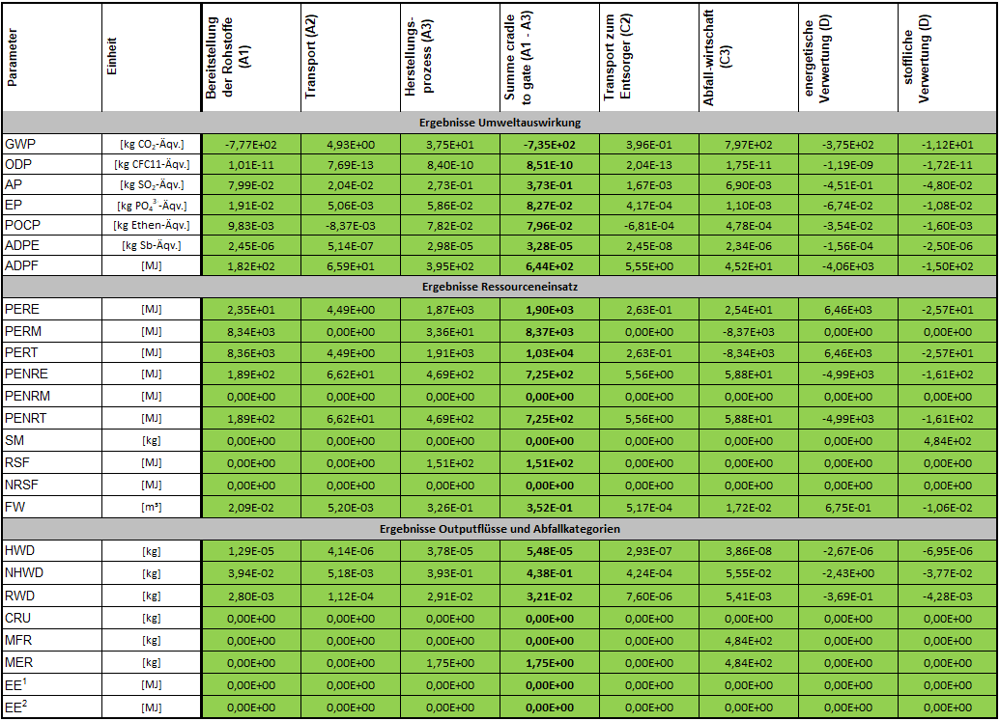 Parameter Einheit Bereitstellung der Rohstoffe (A1) Transport (A2) Herstellungs-prozess (A3) Summe cradle to gate (A1 - A3) Transport zum Entsorger (C2) Abfall-wirtschaft (C3) energetische Verwertung (D) stoffliche Verwertung (D)
Ergebnisse Umweltauswirkung
GWP [kg CO₂-Äqv.] -7,77E+02 4,93E+00 3,75E+01 -7,35E+02 3,96E-01 7,97E+02 -3,75E+02 -1,12E+01
ODP [kg CFC11-Äqv.] 1,01E-11 7,69E-13 8,40E-10 8,51E-10 2,04E-13 1,75E-11 -1,19E-09 -1,72E-11
AP [kg SO₂-Äqv.] 7,99E-02 2,04E-02 2,73E-01 3,73E-01 1,67E-03 6,90E-03 -4,51E-01 -4,80E-02
EP [kg PO₄³-Äqv.] 1,91E-02 5,06E-03 5,86E-02 8,27E-02 4,17E-04 1,10E-03 -6,74E-02 -1,08E-02
POCP [kg Ethen-Äqv.] 9,83E-03 -8,37E-03 7,82E-02 7,96E-02 -6,81E-04 4,78E-04 -3,54E-02 -1,60E-03
ADPE [kg Sb-Äqv.] 2,45E-06 5,14E-07 2,98E-05 3,28E-05 2,45E-08 2,34E-06 -1,56E-04 -2,50E-06
ADPF [MJ] 1,82E+02 6,59E+01 3,95E+02 6,44E+02 5,55E+00 4,52E+01 -4,06E+03 -1,50E+02
Ergebnisse Ressourceneinsatz
PERE [MJ] 2,35E+01 4,49E+00 1,87E+03 1,90E+03 2,63E-01 2,54E+01 6,46E+03 -2,57E+01
PERM [MJ] 8,34E+03 0,00E+00 3,36E+01 8,37E+03 0,00E+00 -8,37E+03 0,00E+00 0,00E+00
PERT [MJ] 8,36E+03 4,49E+00 1,91E+03 1,03E+04 2,63E-01 -8,34E+03 6,46E+03 -2,57E+01
PENRE [MJ] 1,89E+02 6,62E+01 4,69E+02 7,25E+02 5,56E+00 5,88E+01 -4,99E+03 -1,61E+02
PENRM [MJ] 0,00E+00 0,00E+00 0,00E+00 0,00E+00 0,00E+00 0,00E+00 0,00E+00 0,00E+00
PENRT [MJ] 1,89E+02 6,62E+01 4,69E+02 7,25E+02 5,56E+00 5,88E+01 -4,99E+03 -1,61E+02
SM [kg] 0,00E+00 0,00E+00 0,00E+00 0,00E+00 0,00E+00 0,00E+00 0,00E+00 4,84E+02
RSF [MJ] 0,00E+00 0,00E+00 1,51E+02 1,51E+02 0,00E+00 0,00E+00 0,00E+00 0,00E+00
NRSF [MJ] 0,00E+00 0,00E+00 0,00E+00 0,00E+00 0,00E+00 0,00E+00 0,00E+00 0,00E+00
FW [m³] 2,09E-02 5,20E-03 3,26E-01 3,52E-01 5,17E-04 1,72E-02 6,75E-01 -1,06E-02
Ergebnisse Outputflüsse und Abfallkategorien
HWD [kg] 1,29E-05 4,14E-06 3,78E-05 5,48E-05 2,93E-07 3,86E-08 -2,67E-06 -6,95E-06
NHWD [kg] 3,94E-02 5,18E-03 3,93E-01 4,38E-01 4,24E-04 5,55E-02 -2,43E+00 -3,77E-02
RWD [kg] 2,80E-03 1,12E-04 2,91E-02 3,21E-02 7,60E-06 5,41E-03 -3,69E-01 -4,28E-03
CRU [kg] 0,00E+00 0,00E+00 0,00E+00 0,00E+00 0,00E+00 0,00E+00 0,00E+00 0,00E+00
MFR [kg] 0,00E+00 0,00E+00 0,00E+00 0,00E+00 0,00E+00 4,84E+02 0,00E+00 0,00E+00
MER [kg] 0,00E+00 0,00E+00 1,75E+00 1,75E+00 0,00E+00 4,84E+02 0,00E+00 0,00E+00
EE¹ [MJ] 0,00E+00 0,00E+00 0,00E+00 0,00E+00 0,00E+00 0,00E+00 0,00E+00 0,00E+00
EE² [MJ] 0,00E+00 0,00E+00 0,00E+00 0,00E+00 0,00E+00 0,00E+00 0,00E+00 0,00E+00